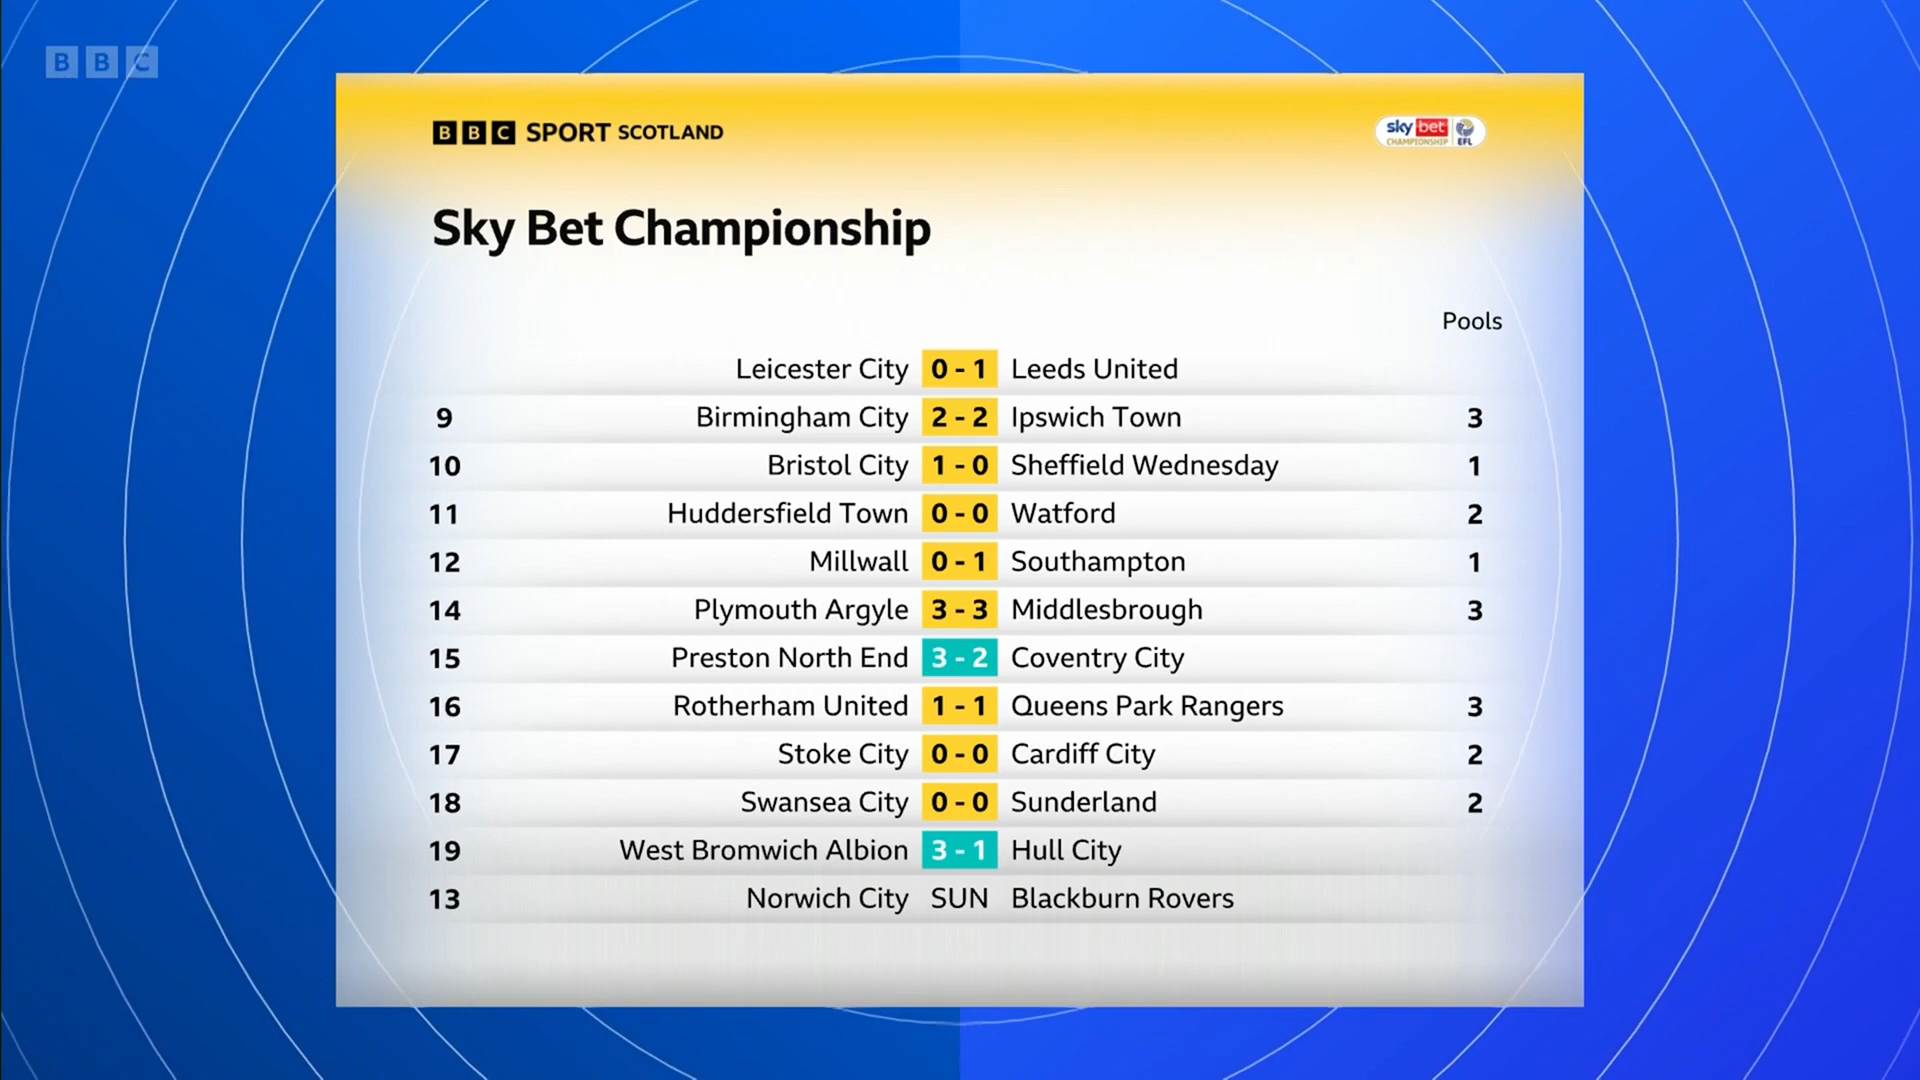 BBC
BBC SPORT SCOTLAND
sky bet CHAMPIONSHIP EFL
Sky Bet Championship
Pools
Leicester City 0 - 1 Leeds United
9 Birmingham City 2 - 2 Ipswich Town 3
10 Bristol City 1 - 0 Sheffield Wednesday 1
11 Huddersfield Town 0 - 0 Watford 2
12 Millwall 0 - 1 Southampton 1
14 Plymouth Argyle 3 - 3 Middlesbrough 3
15 Preston North End 3 - 2 Coventry City
16 Rotherham United 1 - 1 Queens Park Rangers 3
17 Stoke City 0 - 0 Cardiff City 2
18 Swansea City 0 - 0 Sunderland 2
19 West Bromwich Albion 3 - 1 Hull City
13 Norwich City SUN Blackburn Rovers